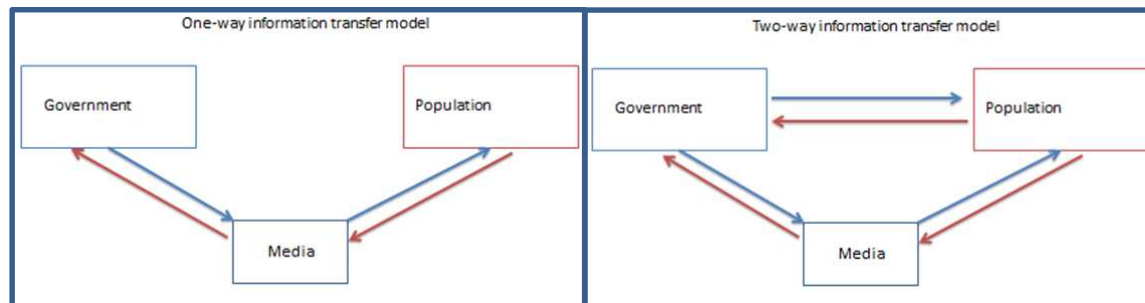 One-way information transfer model
Government
Population
Media
Two-way information transfer model
Government
Population
Media